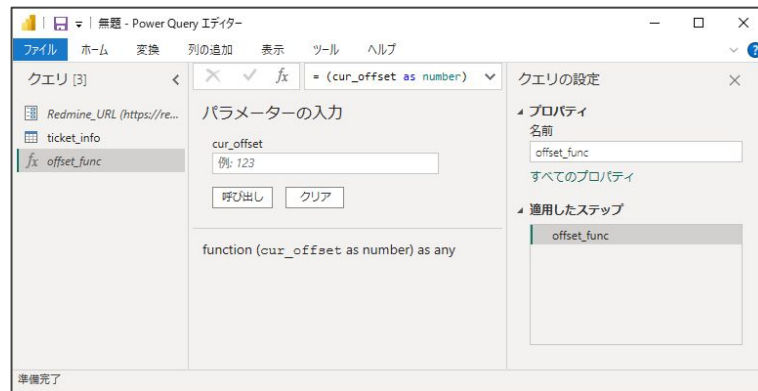 無題 - Power Query エディター
ファイル ホーム 変換 列の追加 表示 ツール ヘルプ
クエリ [3]
Redmine_URL (https://re...
ticket_info
fx offset_func
fx = (cur_offset as number)
パラメーターの入力
cur_offset
例: 123
呼び出し クリア
function (cur_offset as number) as any
クエリの設定
プロパティ
名前
offset_func
すべてのプロパティ
適用したステップ
offset_func
準備完了